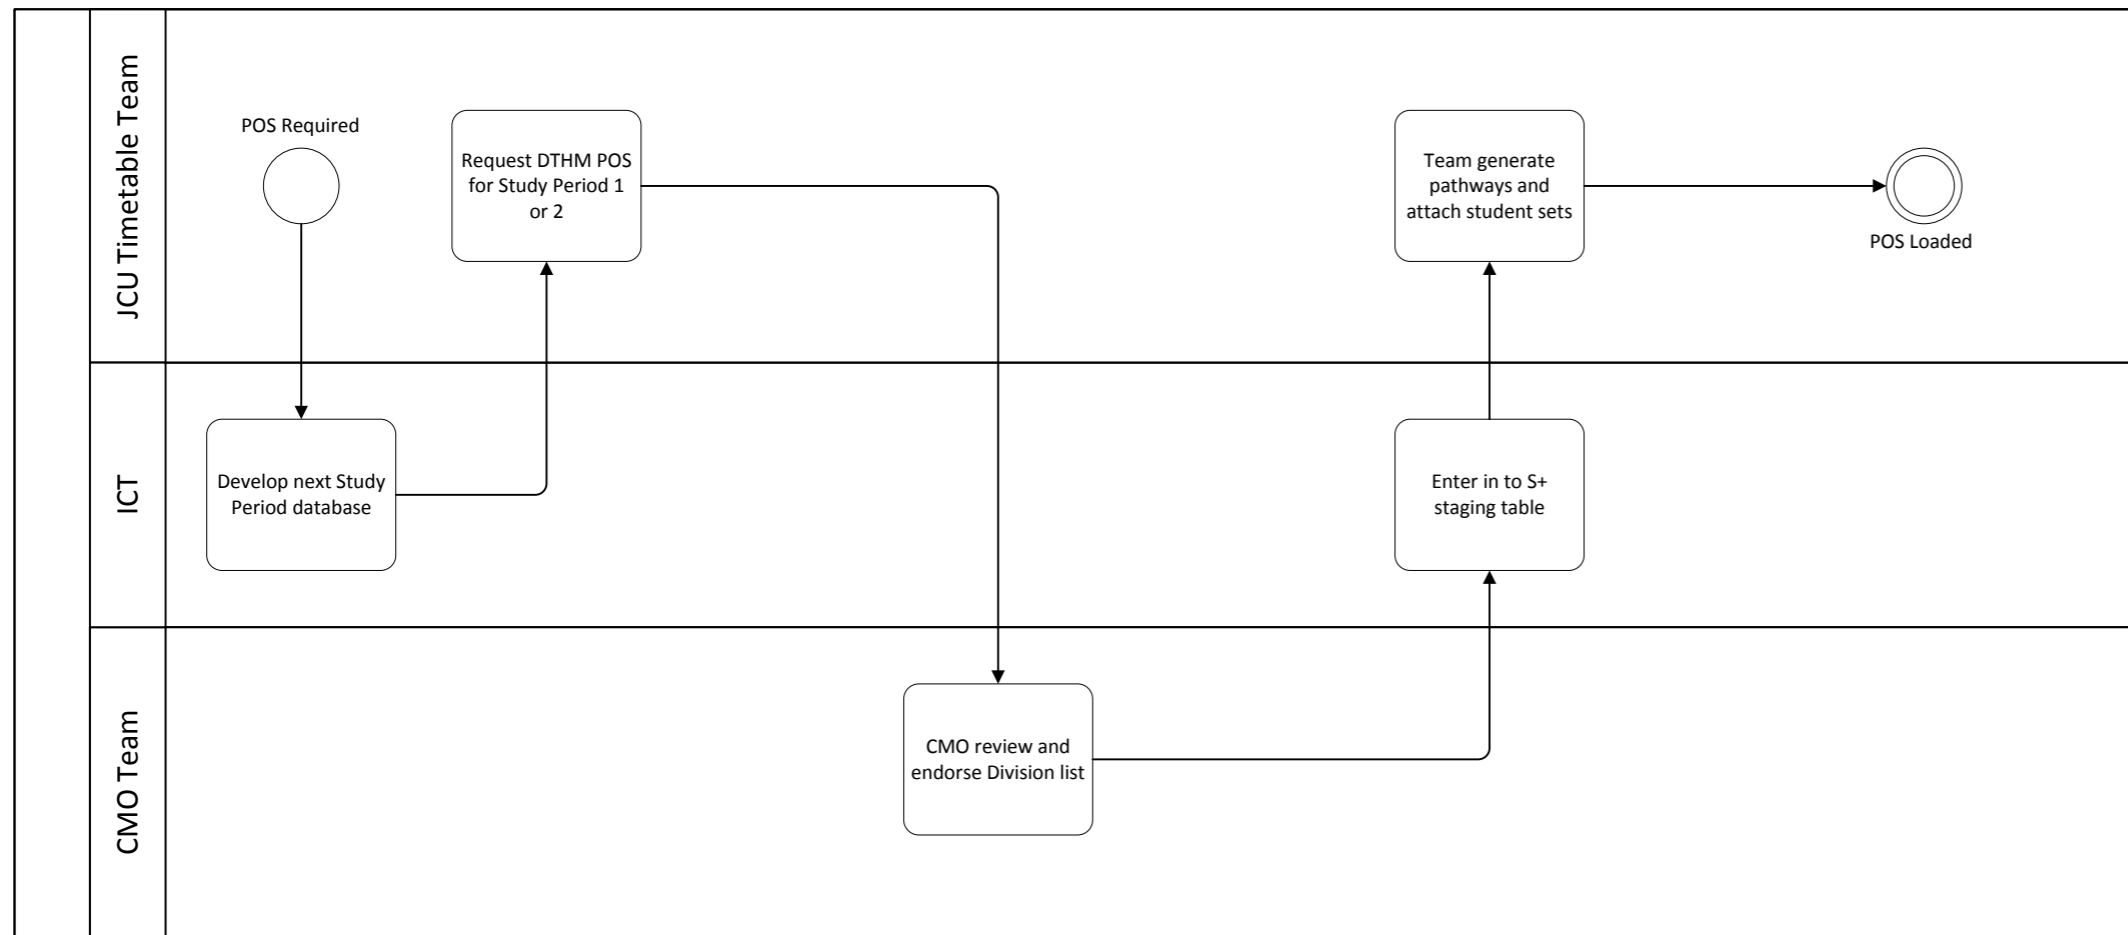 JCU Timetable Team
POS Required
Request DTHM POS
for Study Period 1
or 2
Team generate
pathways and
attach student sets
POS Loaded
ICT
Develop next Study
Period database
Enter in to S+
staging table
CMO Team
CMO review and
endorse Division list